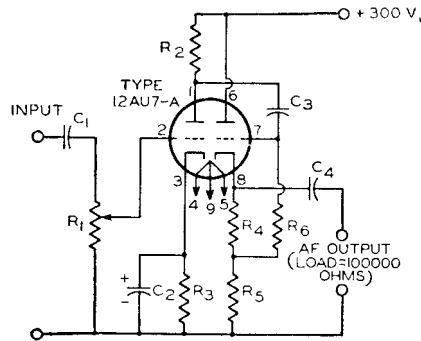 + 300 V.
R2
TYPE
12AU7-A
1
6
INPUT
C1
C3
2
7
3
4
9
5
8
C4
R1
R4
R6
AF OUTPUT
(LOAD=100000
OHMS)
+
-
C2
R3
R5